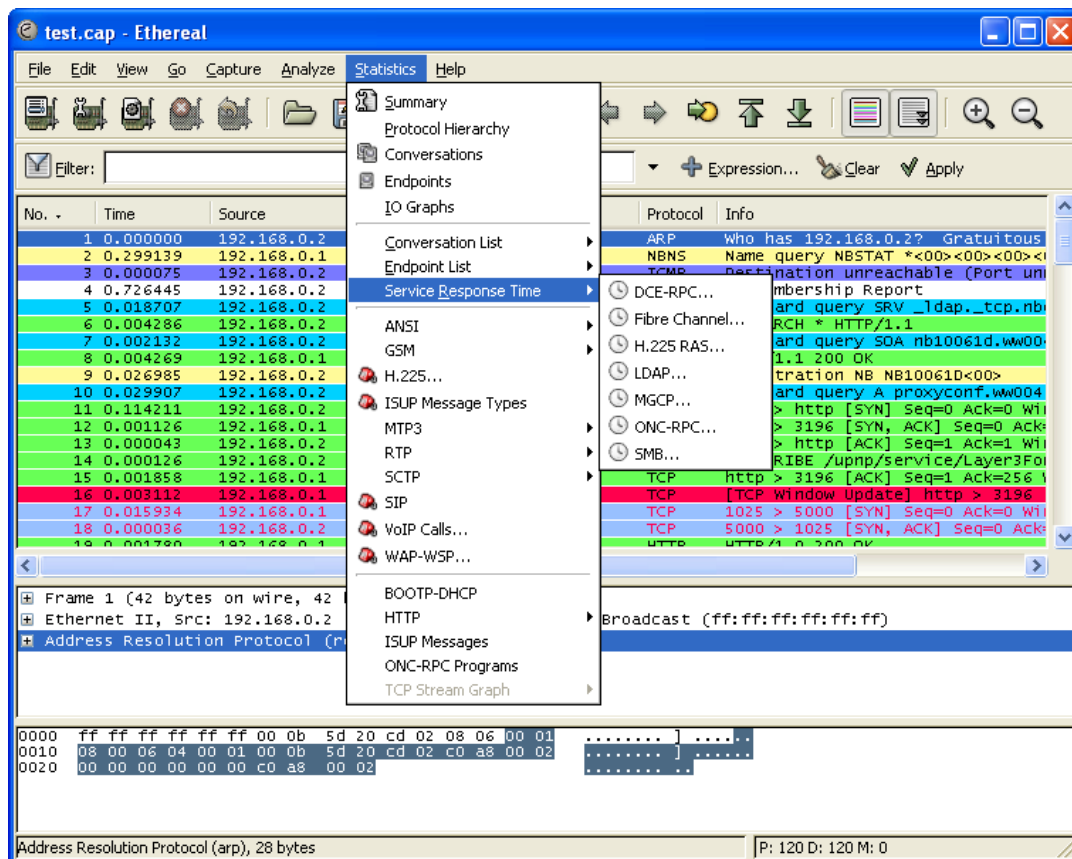 test.cap - Ethereal
File Edit View Go Capture Analyze Statistics Help
Filter: Expression... Clear Apply
Summary
Protocol Hierarchy
Conversations
Endpoints
IO Graphs
Conversation List
Endpoint List
Service Response Time
ANSI
GSM
H.225...
ISUP Message Types
MTP3
RTP
SCTP
SIP
VoIP Calls...
WAP-WSP...
BOOTP-DHCP
HTTP
ISUP Messages
ONC-RPC Programs
TCP Stream Graph
DCE-RPC...
Fibre Channel...
H.225 RAS...
LDAP...
MGCP...
ONC-RPC...
SMB...
No. Time Source Protocol Info
1 0.000000 192.168.0.2 ARP Who has 192.168.0.2? Gratuitous
2 0.299139 192.168.0.1 NBNS Name query NBSTAT *<00><00><00><
3 0.000075 192.168.0.2 ICMP Destination unreachable (Port
4 0.726445 192.168.0.2 mbership Report
5 0.018707 192.168.0.2 ard query SRV _ldap._tcp.nb
6 0.004286 192.168.0.2 RCH * HTTP/1.1
7 0.002132 192.168.0.2 ard query SOA nb10061d.ww00
8 0.004269 192.168.0.1 1.1 200 OK
9 0.026985 192.168.0.2 tration NB NB10061D<00>
10 0.029907 192.168.0.2 ard query A proxyconf.ww004
11 0.114211 192.168.0.2 > http [SYN] Seq=0 Ack=0
12 0.001126 192.168.0.1 > 3196 [SYN, ACK] Seq=0
13 0.000043 192.168.0.2 > http [ACK] Seq=1 Ack=1
14 0.000126 192.168.0.2 RIBE /upnp/service/Layer3
15 0.001858 192.168.0.1 TCP http > 3196 [ACK] Seq=1 Ack=256
16 0.003112 192.168.0.1 TCP [TCP Window Update] http > 3196
17 0.015934 192.168.0.1 TCP 1025 > 5000 [SYN] Seq=0 Ack=0
18 0.000036 192.168.0.2 TCP 5000 > 1025 [SYN, ACK] Seq=0
19 0.001780 192.168.0.1 HTTP HTTP/1.0 200 OK
Frame 1 (42 bytes on wire, 42
Ethernet II, Src: 192.168.0.2 Broadcast (ff:ff:ff:ff:ff:ff)
Address Resolution Protocol (r
0000 ff ff ff ff ff ff 00 0b 5d 20 cd 02 08 06 00 01 ........ ] .....
0010 08 00 06 04 00 01 00 0b 5d 20 cd 02 c0 a8 00 02 ........ ] ......
0020 00 00 00 00 00 00 c0 a8 00 02 ........ ..
Address Resolution Protocol (arp), 28 bytes P: 120 D: 120 M: 0